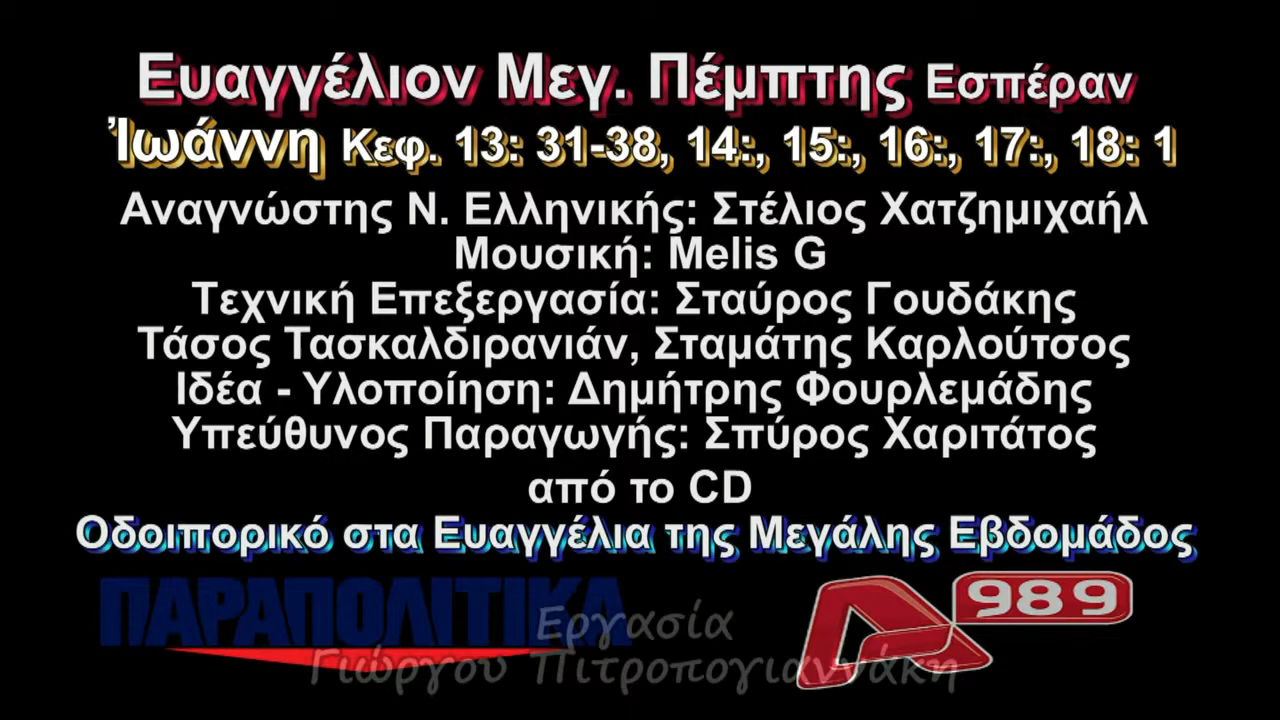 Ευαγγέλιον Μεγ. Πέμπτης Εσπέραν
Ἰωάννη Κεφ. 13: 31-38, 14:, 15:, 16:, 17:, 18: 1
Αναγνώστης Ν. Ελληνικής: Στέλιος Χατζημιχαήλ
Μουσική: Melis G
Τεχνική Επεξεργασία: Σταύρος Γουδάκης
Τάσος Τασκαλδιρανιάν, Σταμάτης Καρλούτσος
Ιδέα - Υλοποίηση: Δημήτρης Φουρλεμάδης
Υπεύθυνος Παραγωγής: Σπύρος Χαριτάτος
από το CD
Οδοιπορικό στα Ευαγγέλια της Μεγάλης Εβδομάδος
ΠΑΡΑΠΟΛΙΤΙΚΑ
989
Εργασία
Γιώργου Πιτροπογιαννάκη